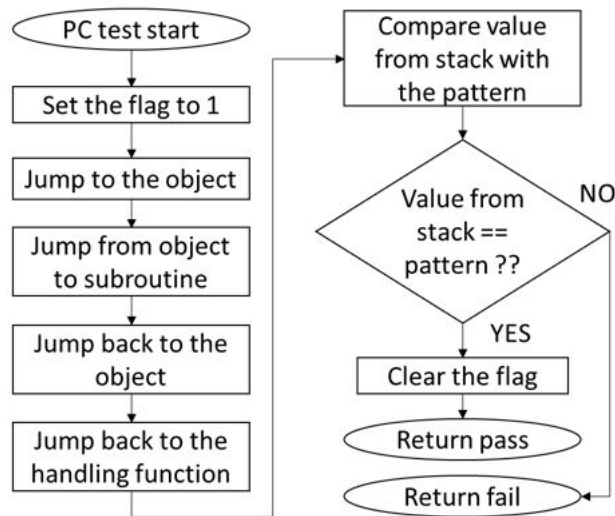 PC test start
Set the flag to 1
Jump to the object
Jump from object
to subroutine
Jump back to the
object
Jump back to the
handling function
Compare value
from stack with
the pattern
Value from
stack ==
pattern ??
NO
YES
Clear the flag
Return pass
Return fail